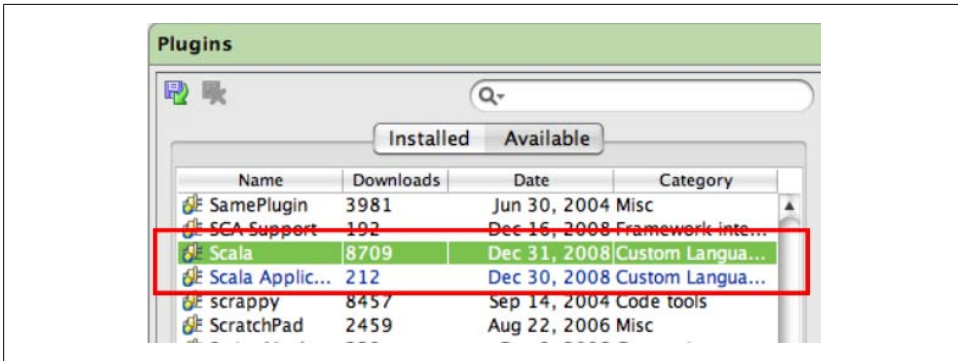 Plugins
Installed Available
Name Downloads Date Category
SamePlugin 3981 Jun 30, 2004 Misc
SCA Support 192 Dec 16, 2008 Framework inte...
Scala 8709 Dec 31, 2008 Custom Langua...
Scala Applic... 212 Dec 30, 2008 Custom Langua...
scrappy 8457 Sep 14, 2004 Code tools
ScratchPad 2459 Aug 22, 2006 Misc